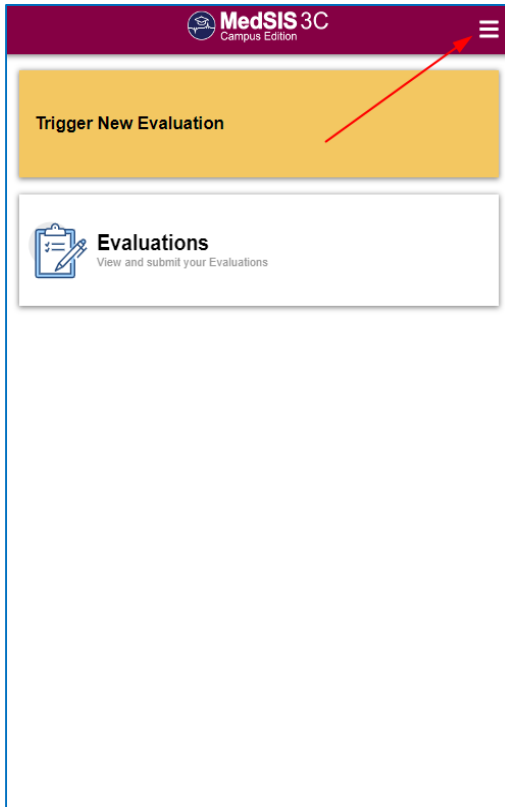 MedSIS 3C
Campus Edition
Trigger New Evaluation
Evaluations
View and submit your Evaluations